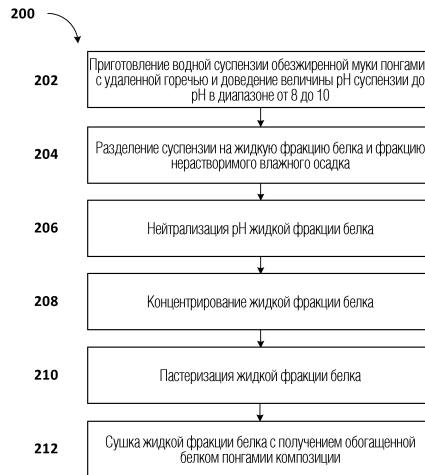 200
202
Приготовление водной суспензии обезжиренной муки понгамии
с удаленной горечью и доведение величины pH суспензии до
pH в диапазоне от 8 до 10
204
Разделение суспензии на жидкую фракцию белка и фракцию
нерастворимого влажного осадка
206
Нейтрализация pH жидкой фракции белка
208
Концентрирование жидкой фракции белка
210
Пастеризация жидкой фракции белка
212
Сушка жидкой фракции белка с получением обогащенной
белком понгамии композиции